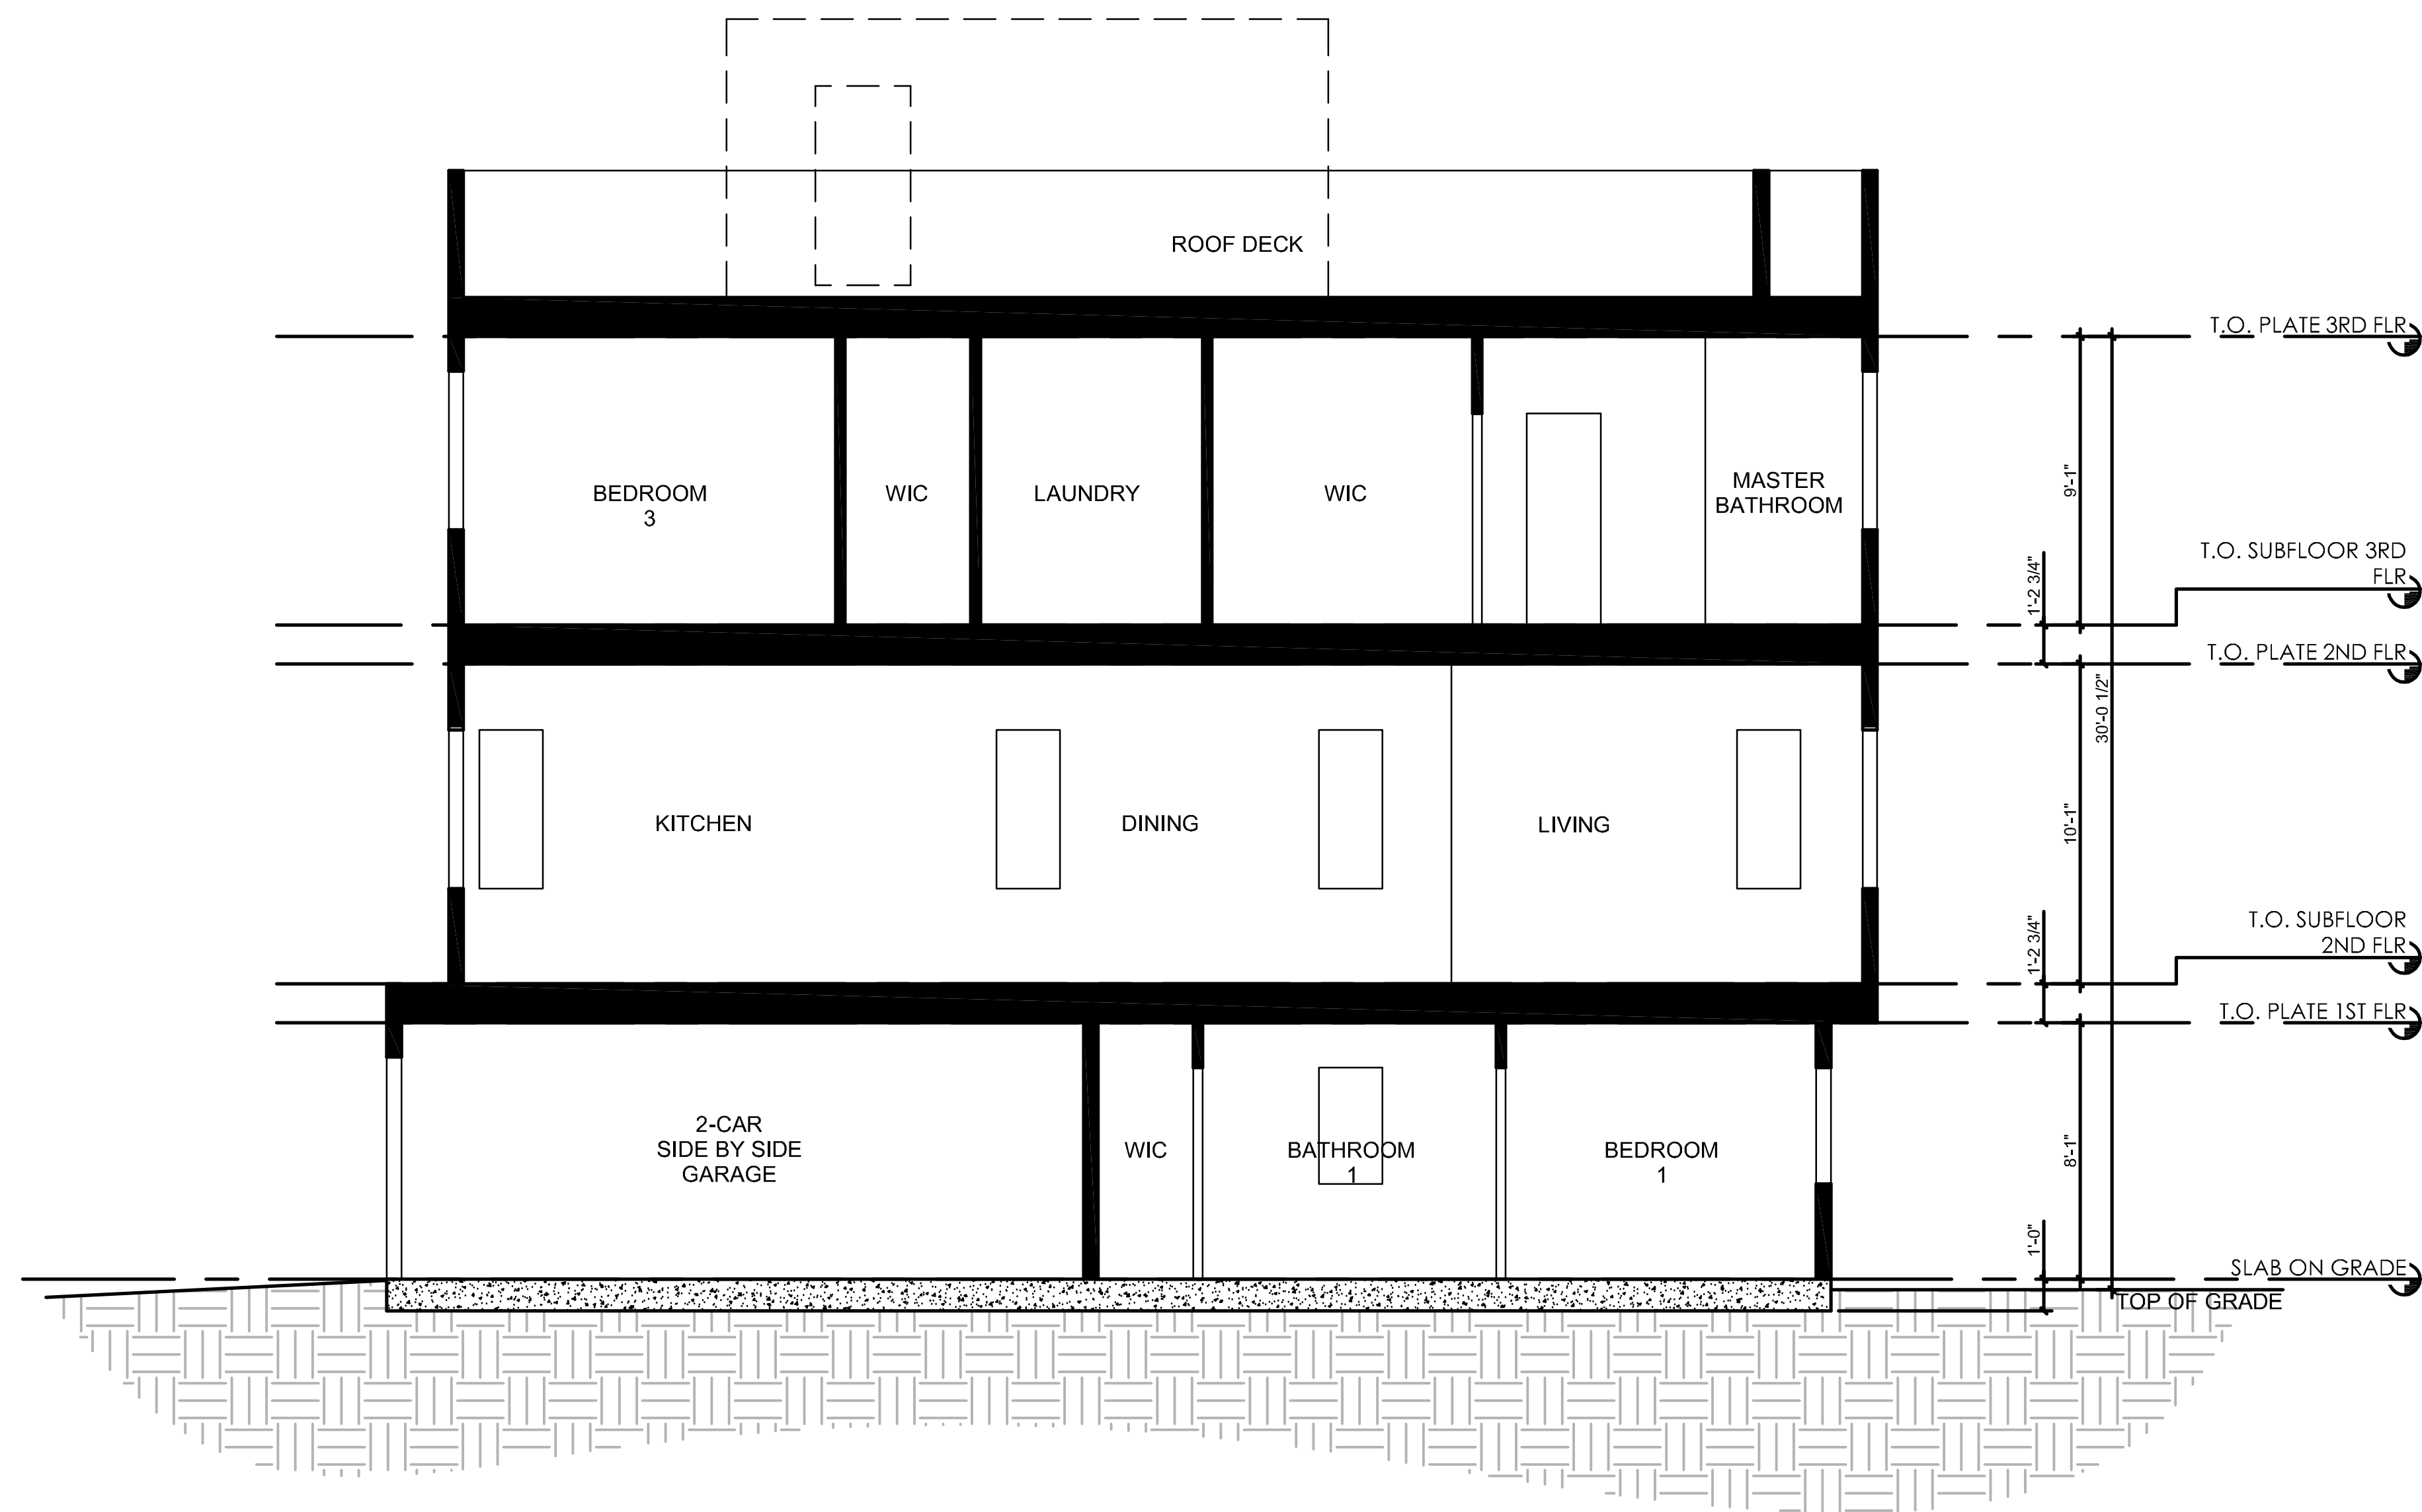 ROOF DECK
T.O. PLATE 3RD FLR
BEDROOM
3
WIC
LAUNDRY
WIC
MASTER
BATHROOM
9'-1"
T.O. SUBFLOOR 3RD
FLR
1'-2 3/4"
T.O. PLATE 2ND FLR
30'-0 1/2"
KITCHEN
DINING
LIVING
10'-1"
T.O. SUBFLOOR
2ND FLR
1'-2 3/4"
T.O. PLATE 1ST FLR
2-CAR
SIDE BY SIDE
GARAGE
WIC
BATHROOM
1
BEDROOM
1
8'-1"
1'-0"
SLAB ON GRADE
TOP OF GRADE